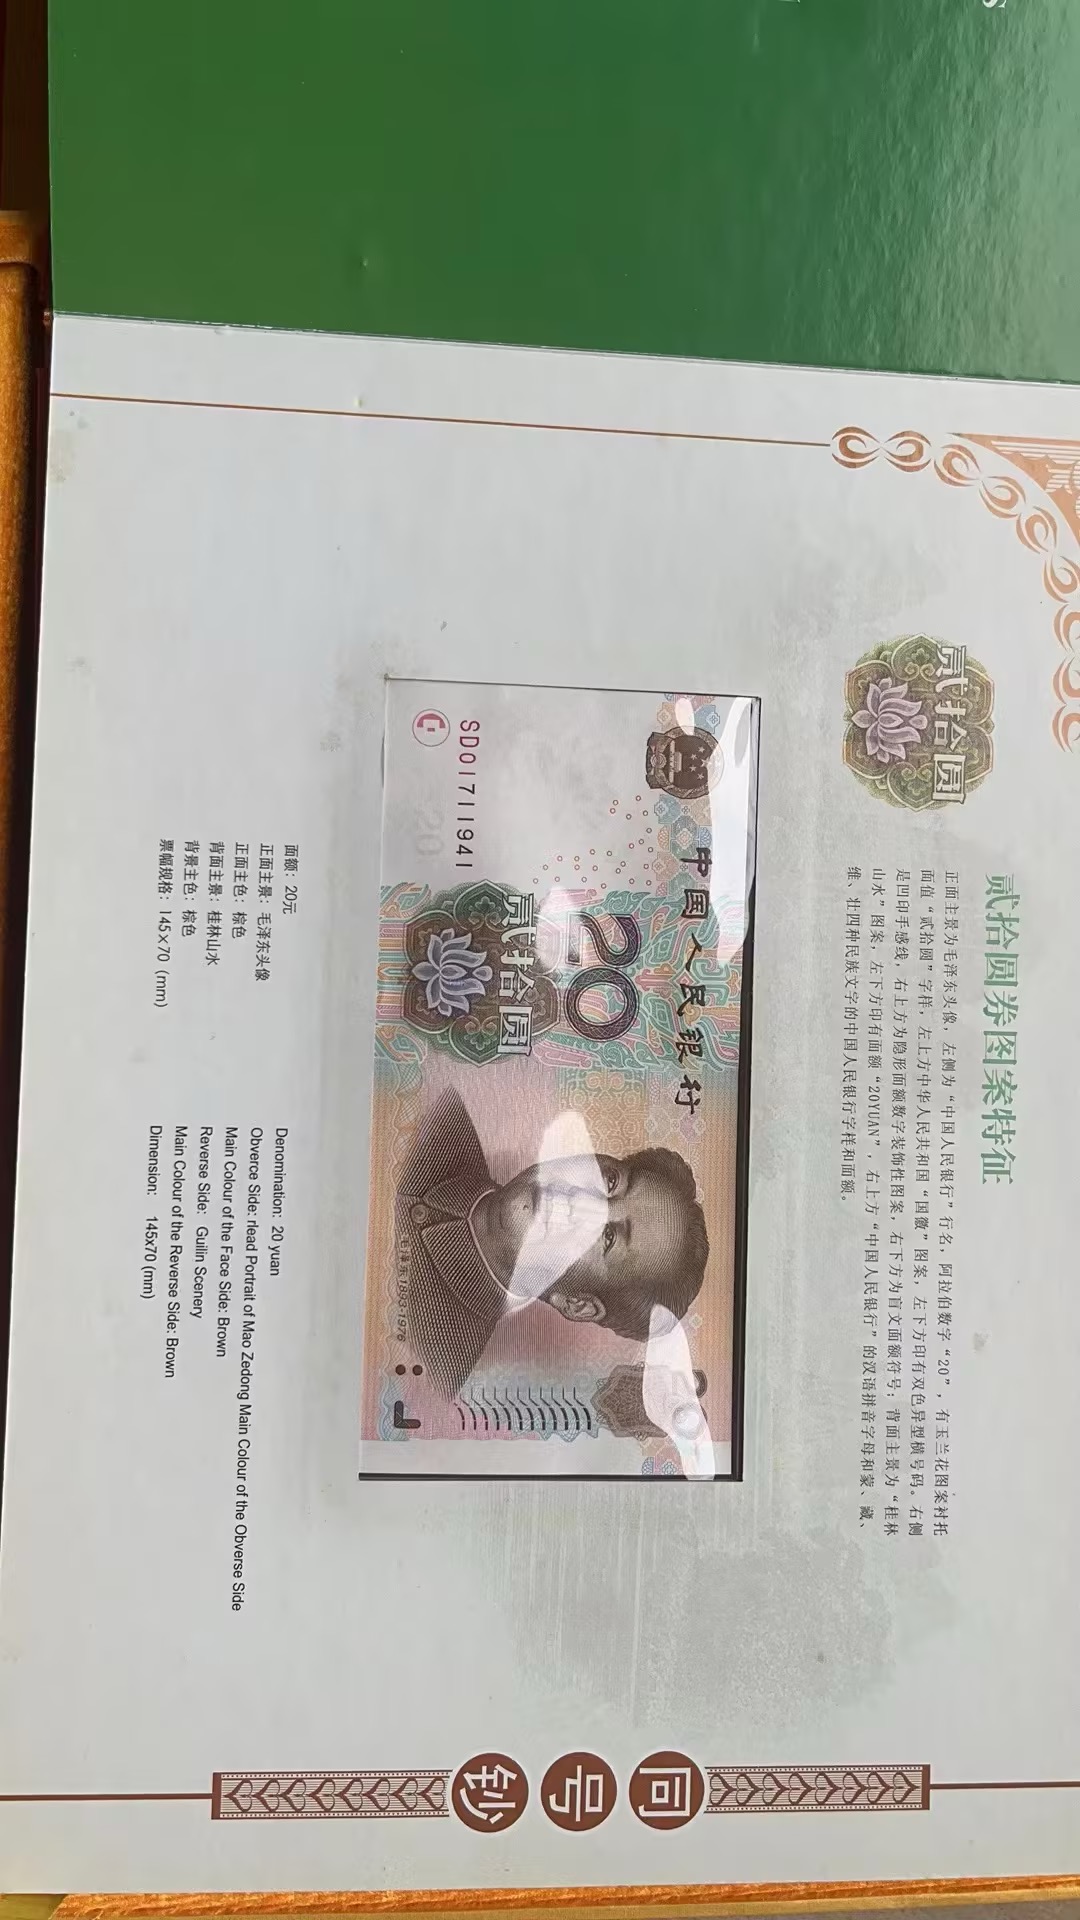 贰拾圆
贰拾圆券图案特征
正面主景为毛泽东头像，左侧为“中国人民银行”行名，阿拉伯数字“20”，有玉兰花图案衬托
面值“贰拾圆”字样，左上方中华人民共和国“国徽”图案，左下方印有双色异型横号码。右侧
是凹印手感线，右上方为隐形面额数字装饰性图案，右下方为盲文面额符号；背面主景为“桂林
山水”图案，左下方印有面额“20YUAN”，右上方“中国人民银行”的汉语拼音字母和蒙、藏、
维、壮四种民族文字的中国人民银行字样和面额。
中国人民银行
20
贰拾圆
SD01711941
毛泽东1893-1976
面额：20元
正面主景：毛泽东头像
正面主色：棕色
背面主景：桂林山水
背景主色：棕色
票幅规格：145×70 (mm)
Denomination: 20 yuan
Obverce Side: rlead Portrait of Mao Zedong Main Colour of the Obverse Side
Main Colour of the Face Side: Brown
Reverse Side: Guilin Scenery
Main Colour of the Reverse Side: Brown
Dimension: 145x70 (mm)
同号钞